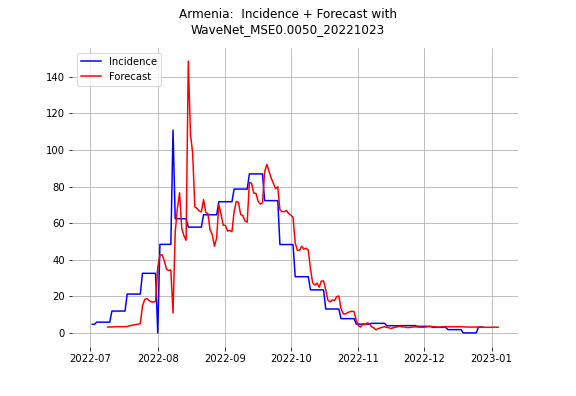 Armenia:  Incidence + Forecast with
WaveNet_MSE0.0050_20221023
Incidence
Forecast
140
120
100
80
60
40
20
0
2022-07 2022-08 2022-09 2022-10 2022-11 2022-12 2023-01